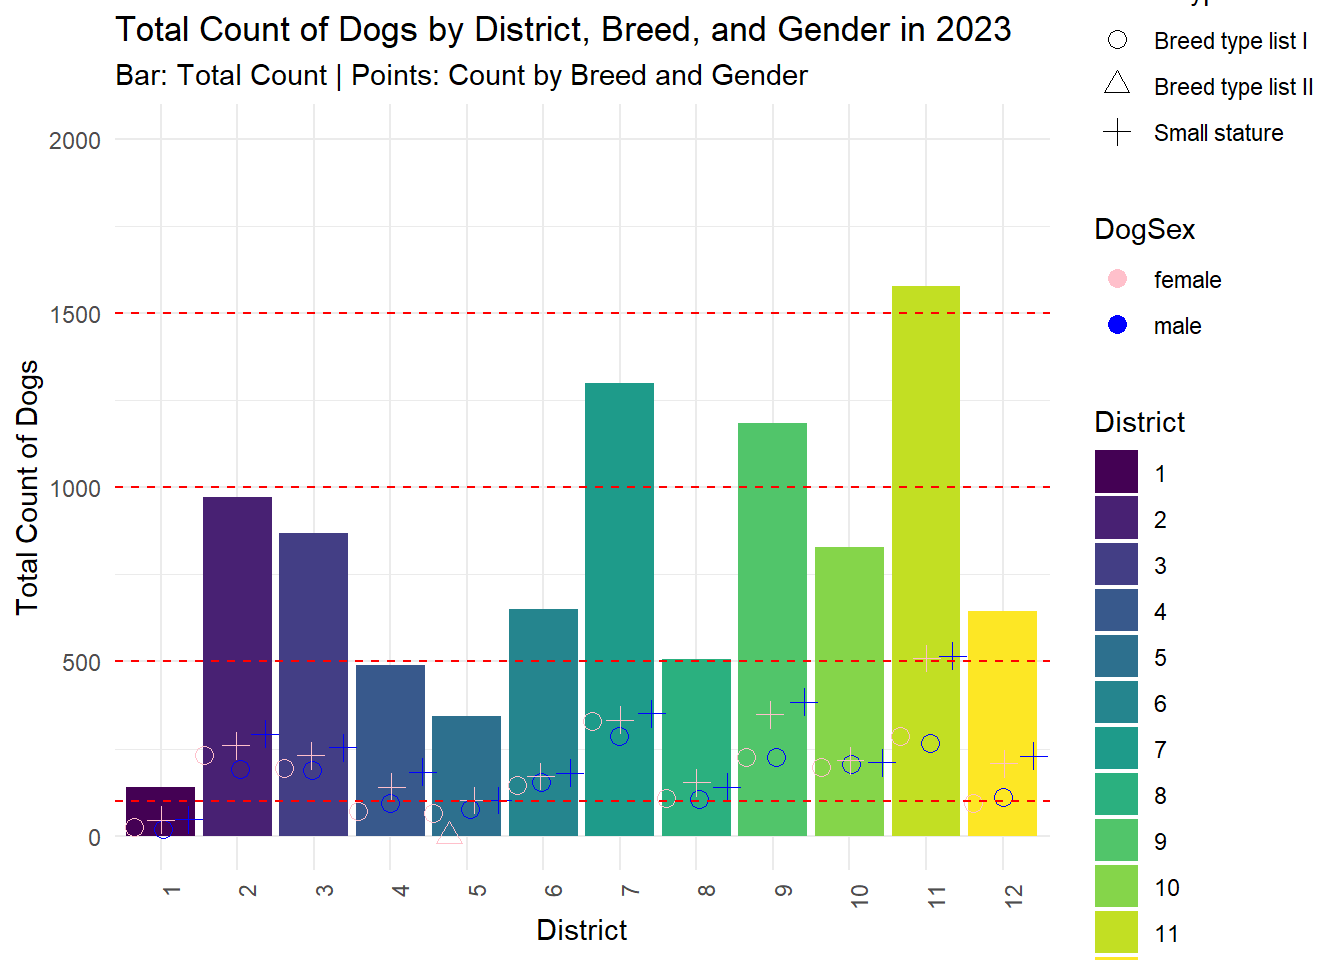 Total Count of Dogs by District, Breed, and Gender in 2023
Bar: Total Count | Points: Count by Breed and Gender
Total Count of Dogs
2000
1500
1000
500
0
1
2
3
4
5
6
7
8
9
10
11
12
District
Breed type list I
Breed type list II
Small stature
DogSex
female
male
District
1
2
3
4
5
6
7
8
9
10
11